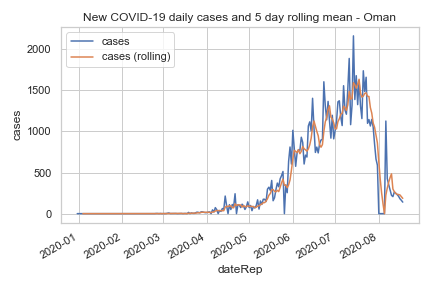 New COVID-19 daily cases and 5 day rolling mean - Oman
cases
cases (rolling)
2000
1500
1000
500
0
cases
2020-01
2020-02
2020-03
2020-04
2020-05
2020-06
2020-07
2020-08
dateRep